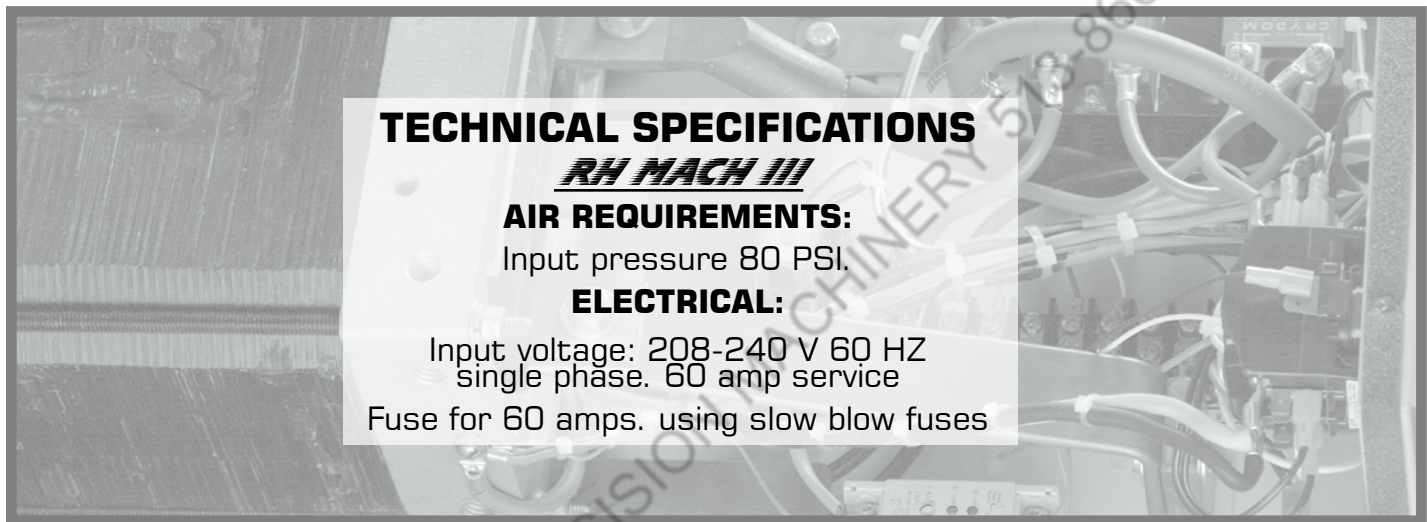 TECHNICAL SPECIFICATIONS
RH MACH III
AIR REQUIREMENTS:
Input pressure 80 PSI.
ELECTRICAL:
Input voltage: 208-240 V 60 HZ
single phase. 60 amp service
Fuse for 60 amps. using slow blow fuses
MACHINERY